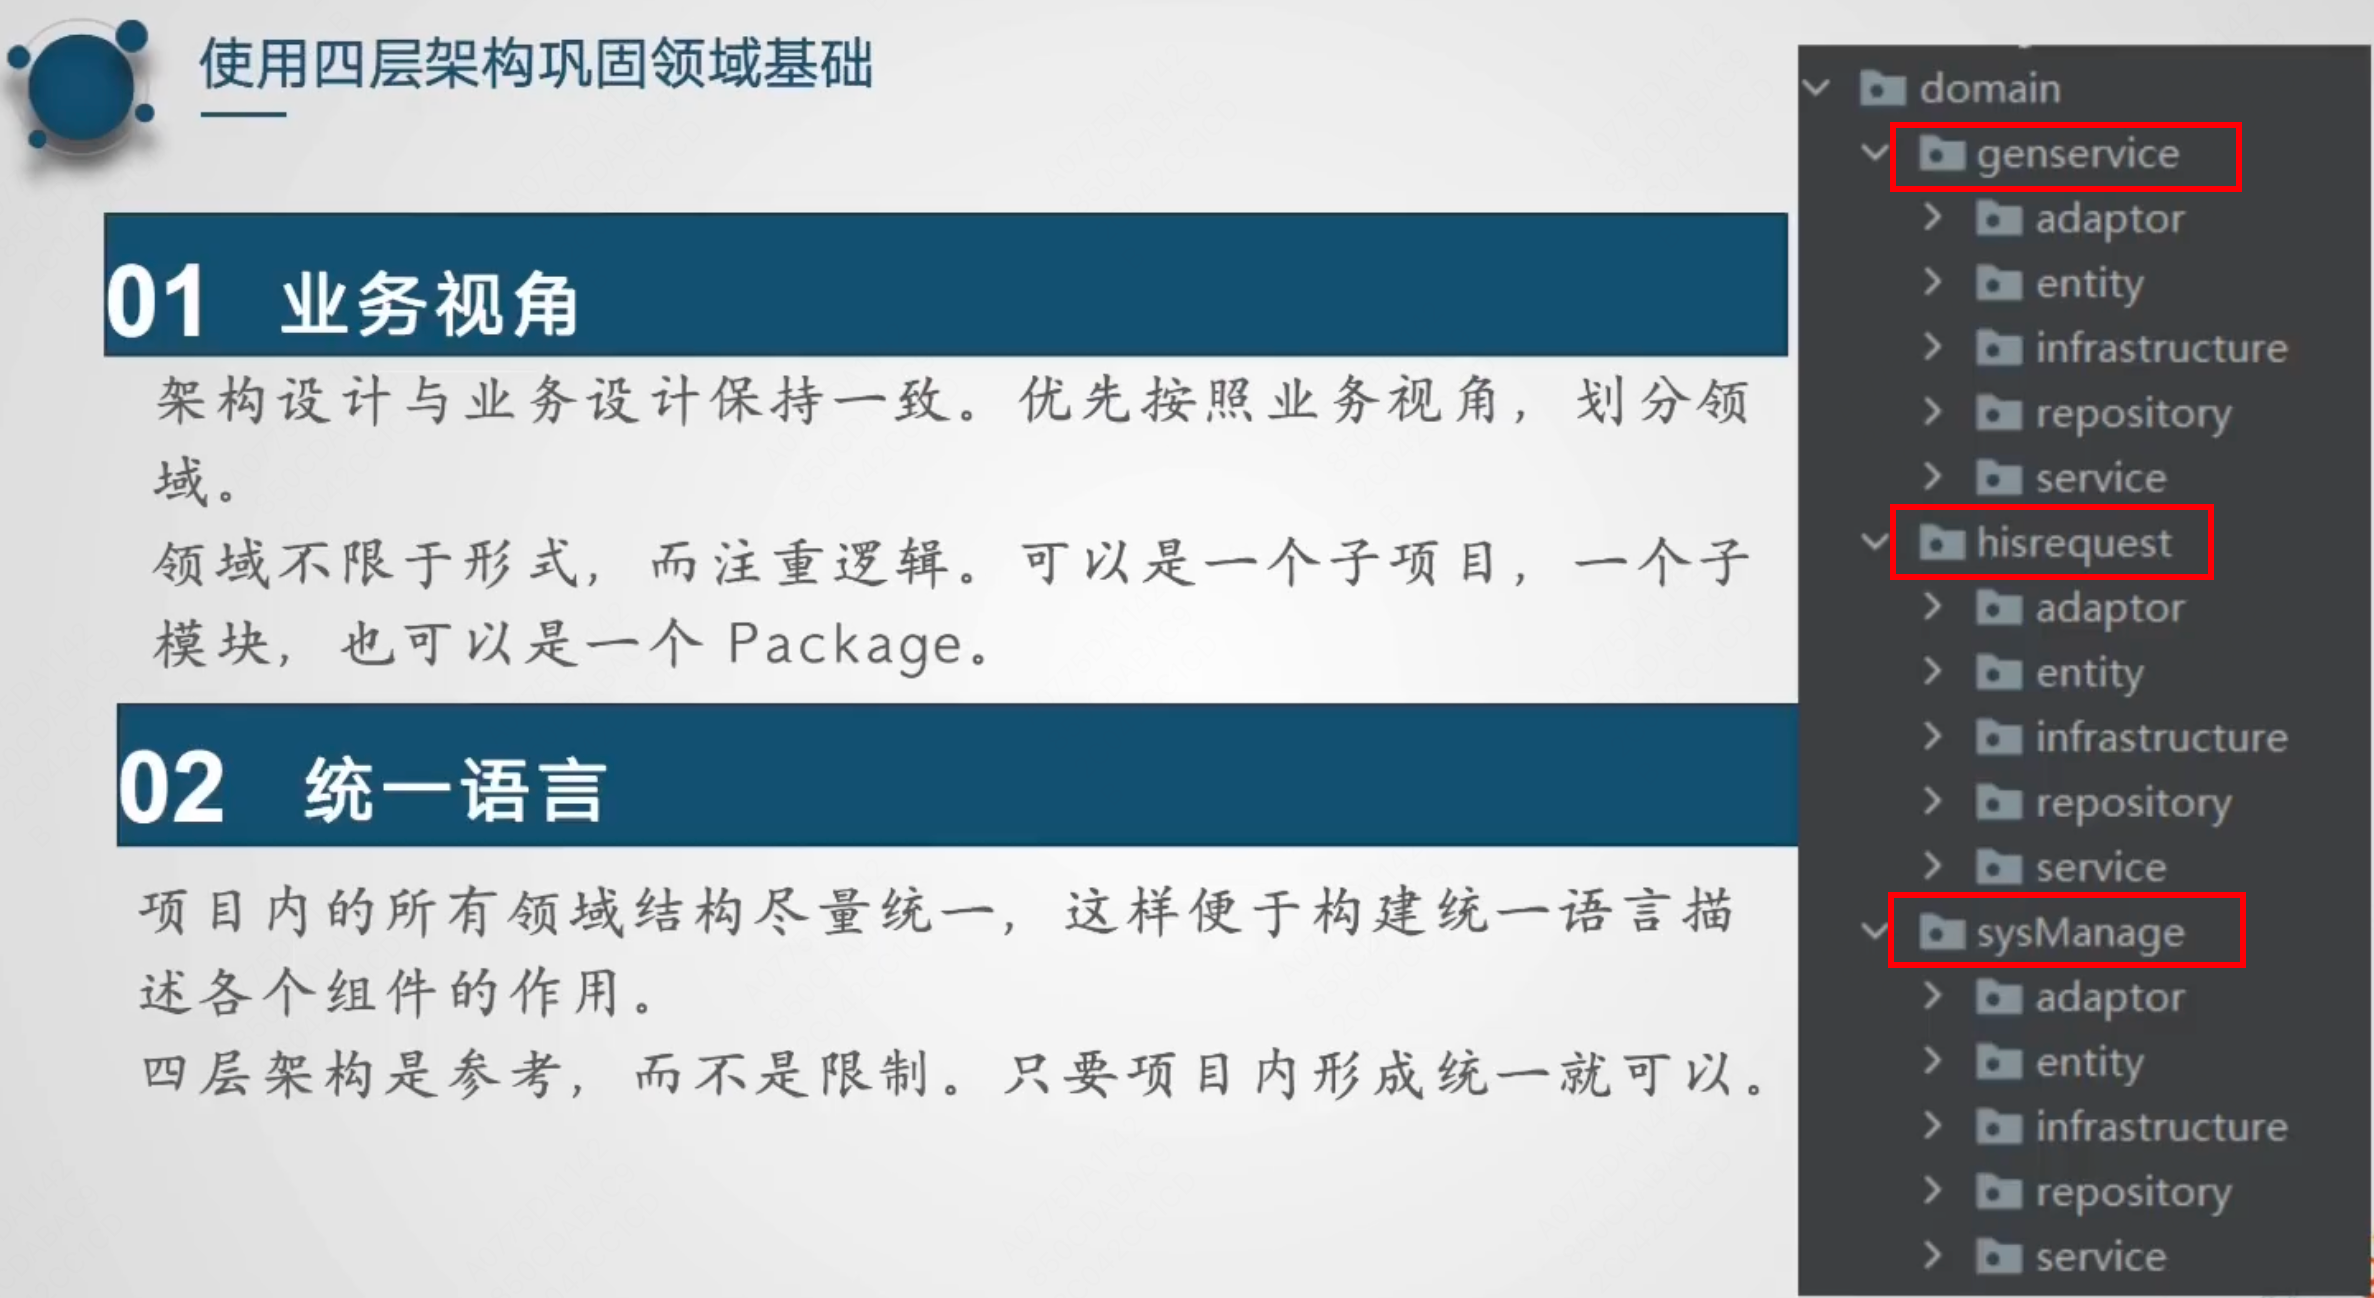 使用四层架构巩固领域基础
01 业务视角
架构设计与业务设计保持一致。优先按照业务视角，划分领
域。
领域不限于形式，而注重逻辑。可以是一个子项目，一个子
模块，也可以是一个 Package。
02 统一语言
项目内的所有领域结构尽量统一，这样便于构建统一语言描
述各个组件的作用。
四层架构是参考，而不是限制。只要项目内形成统一就可以。
domain
genservice
adaptor
entity
infrastructure
repository
service
hisrequest
adaptor
entity
infrastructure
repository
service
sysManage
adaptor
entity
infrastructure
repository
service